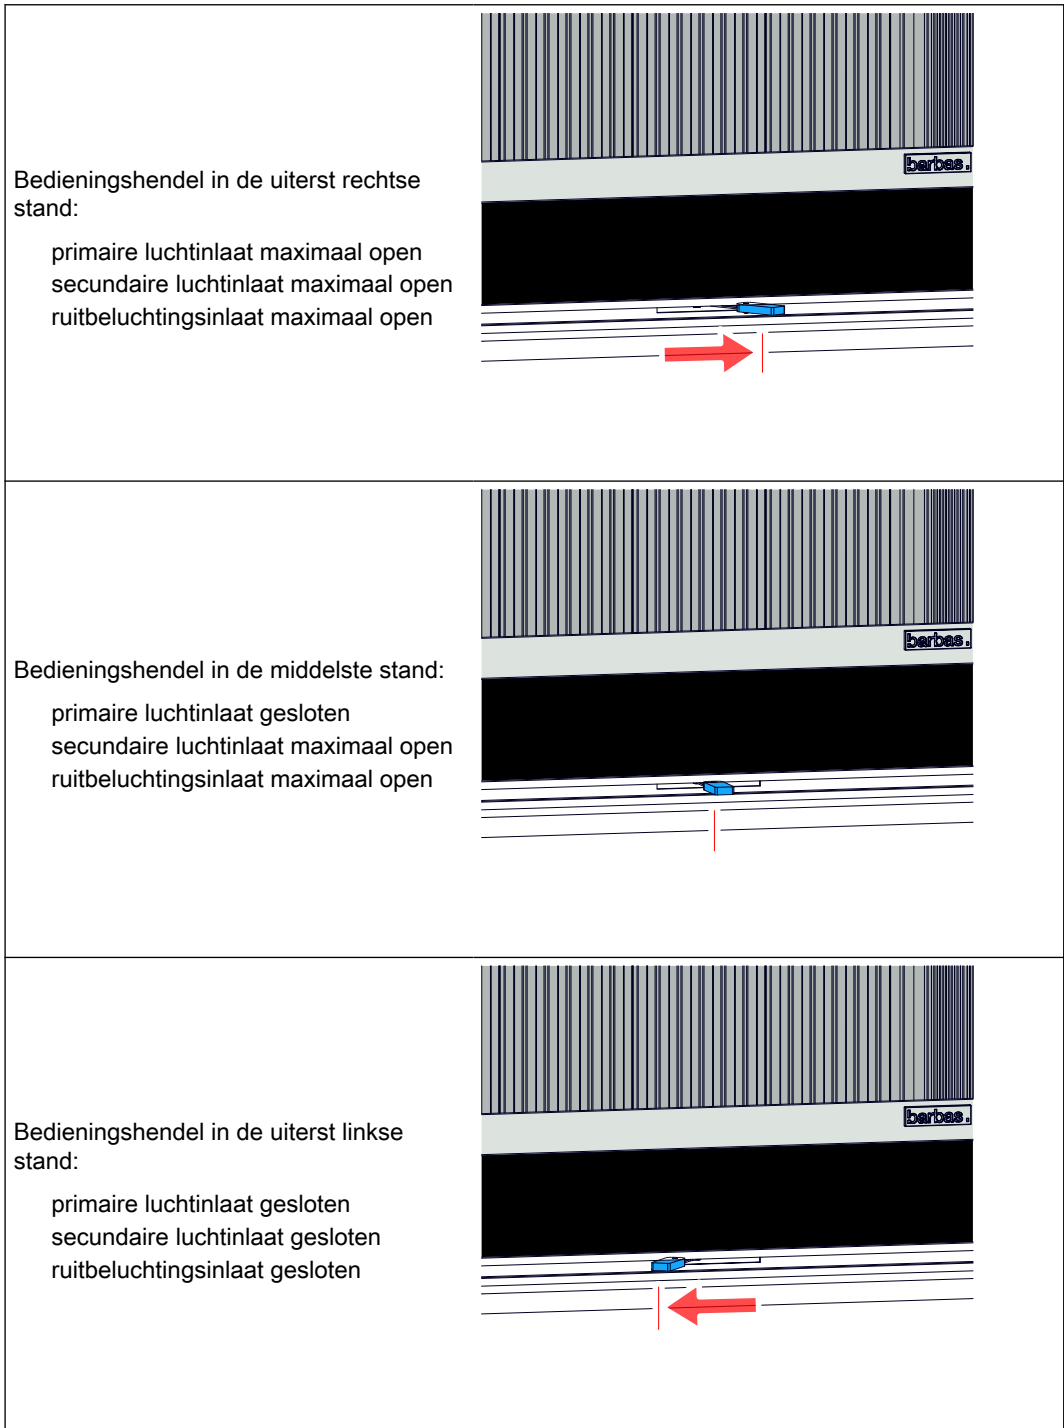 Bedieningshendel in de uiterst rechtse
stand:
primaire luchtinlaat maximaal open
secundaire luchtinlaat maximaal open
ruitbeluchtingsinlaat maximaal open
barbas.
Bedieningshendel in de middelste stand:
primaire luchtinlaat gesloten
secundaire luchtinlaat maximaal open
ruitbeluchtingsinlaat maximaal open
barbas.
Bedieningshendel in de uiterst linkse
stand:
primaire luchtinlaat gesloten
secundaire luchtinlaat gesloten
ruitbeluchtingsinlaat gesloten
barbas.